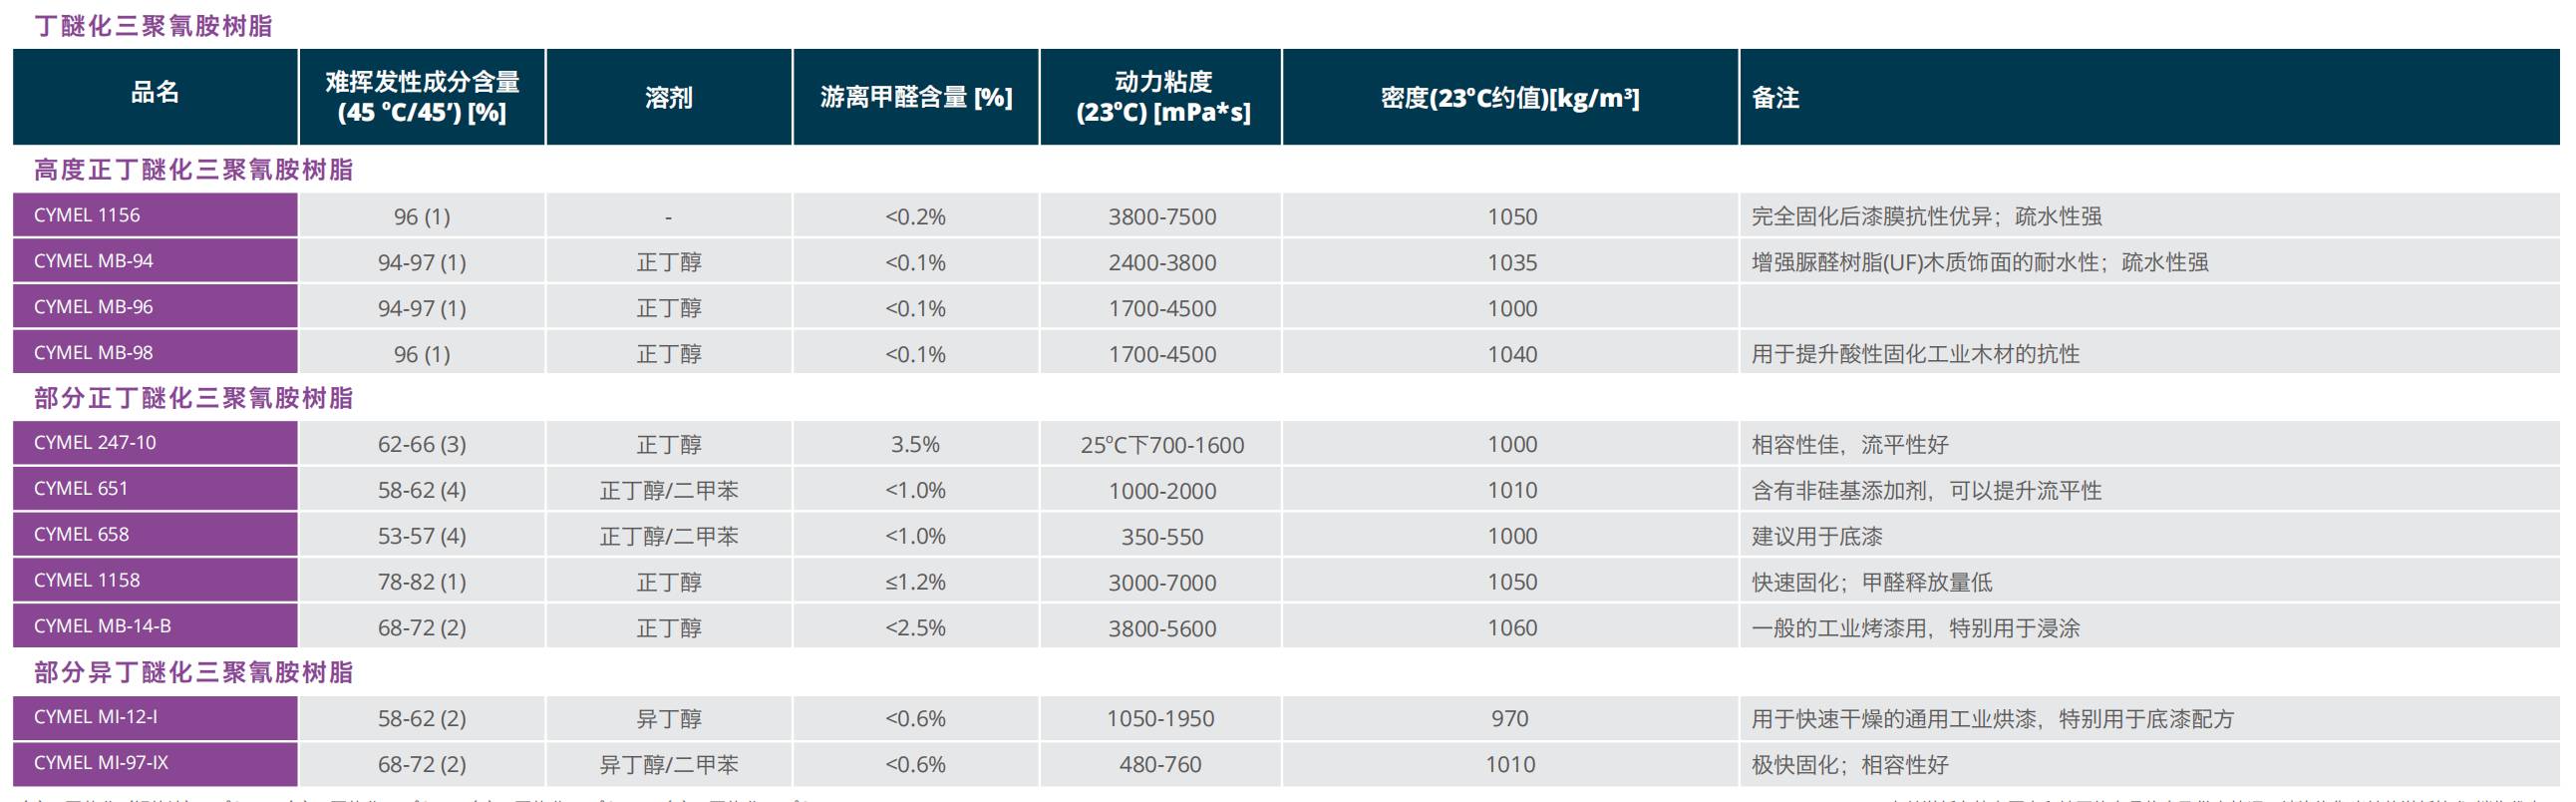 丁醚化三聚氰胺树脂
品名 难挥发性成分含量 (45 ºC/45′) [%] 溶剂 游离甲醛含量 [%] 动力粘度 (23ºC) [mPa*s] 密度(23ºC约值)[kg/m³] 备注
高度正丁醚化三聚氰胺树脂
CYMEL 1156 96 (1) - <0.2% 3800-7500 1050 完全固化后漆膜抗性优异；疏水性强
CYMEL MB-94 94-97 (1) 正丁醇 <0.1% 2400-3800 1035 增强脲醛树脂(UF)木质饰面的耐水性；疏水性强
CYMEL MB-96 94-97 (1) 正丁醇 <0.1% 1700-4500 1000
CYMEL MB-98 96 (1) 正丁醇 <0.1% 1700-4500 1040 用于提升酸性固化工业木材的抗性
部分正丁醚化三聚氰胺树脂
CYMEL 247-10 62-66 (3) 正丁醇 3.5% 25ºC下700-1600 1000 相容性佳，流平性好
CYMEL 651 58-62 (4) 正丁醇/二甲苯 <1.0% 1000-2000 1010 含有非硅基添加剂，可以提升流平性
CYMEL 658 53-57 (4) 正丁醇/二甲苯 <1.0% 350-550 1000 建议用于底漆
CYMEL 1158 78-82 (1) 正丁醇 ≤1.2% 3000-7000 1050 快速固化；甲醛释放量低
CYMEL MB-14-B 68-72 (2) 正丁醇 <2.5% 3800-5600 1060 一般的工业烤漆用，特别用于浸涂
部分异丁醚化三聚氰胺树脂
CYMEL MI-12-I 58-62 (2) 异丁醇 <0.6% 1050-1950 970 用于快速干燥的通用工业烘漆，特别用于底漆配方
CYMEL MI-97-IX 68-72 (2) 异丁醇/二甲苯 <0.6% 480-760 1010 极快固化；相容性好